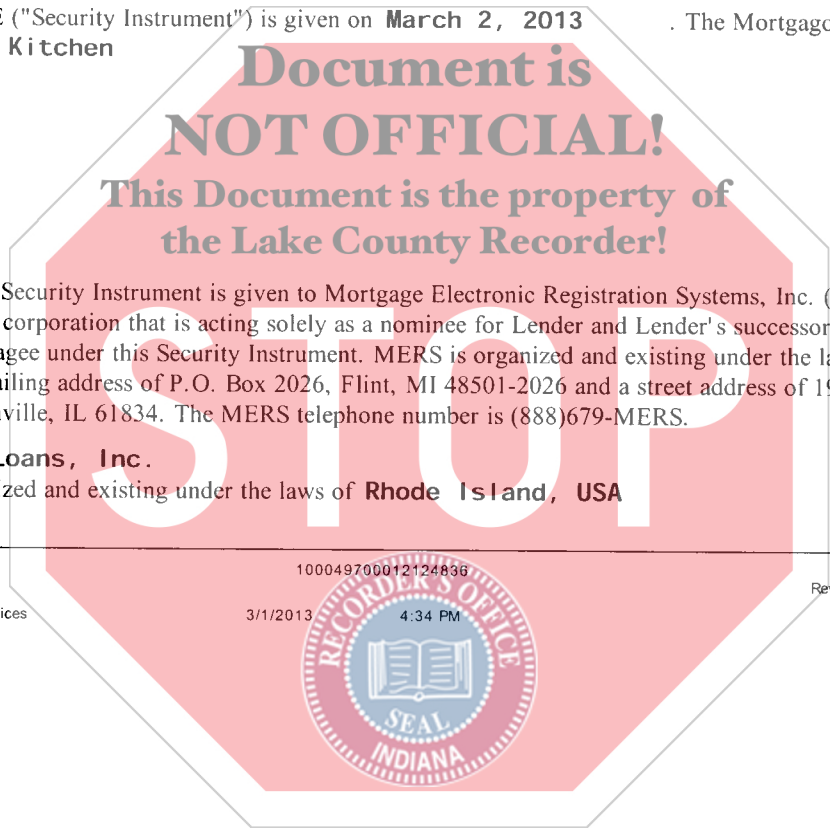 ("Security Instrument") is given on March 2, 2013 . The Mortgago
Kitchen
Document is
NOT OFFICIAL!
This Document is the property of
the Lake County Recorder!
Security Instrument is given to Mortgage Electronic Registration Systems, Inc. (
corporation that is acting solely as a nominee for Lender and Lender's successor
agee under this Security Instrument. MERS is organized and existing under the la
ailing address of P.O. Box 2026, Flint, MI 48501-2026 and a street address of 19
ville, IL 61834. The MERS telephone number is (888)679-MERS.
STOP
Loans, Inc.
zed and existing under the laws of Rhode Island, USA
100049700012124836
Re
ices 3/1/2013 4:34 PM
RECORDER'S OFFICE
SEAL
INDIANA